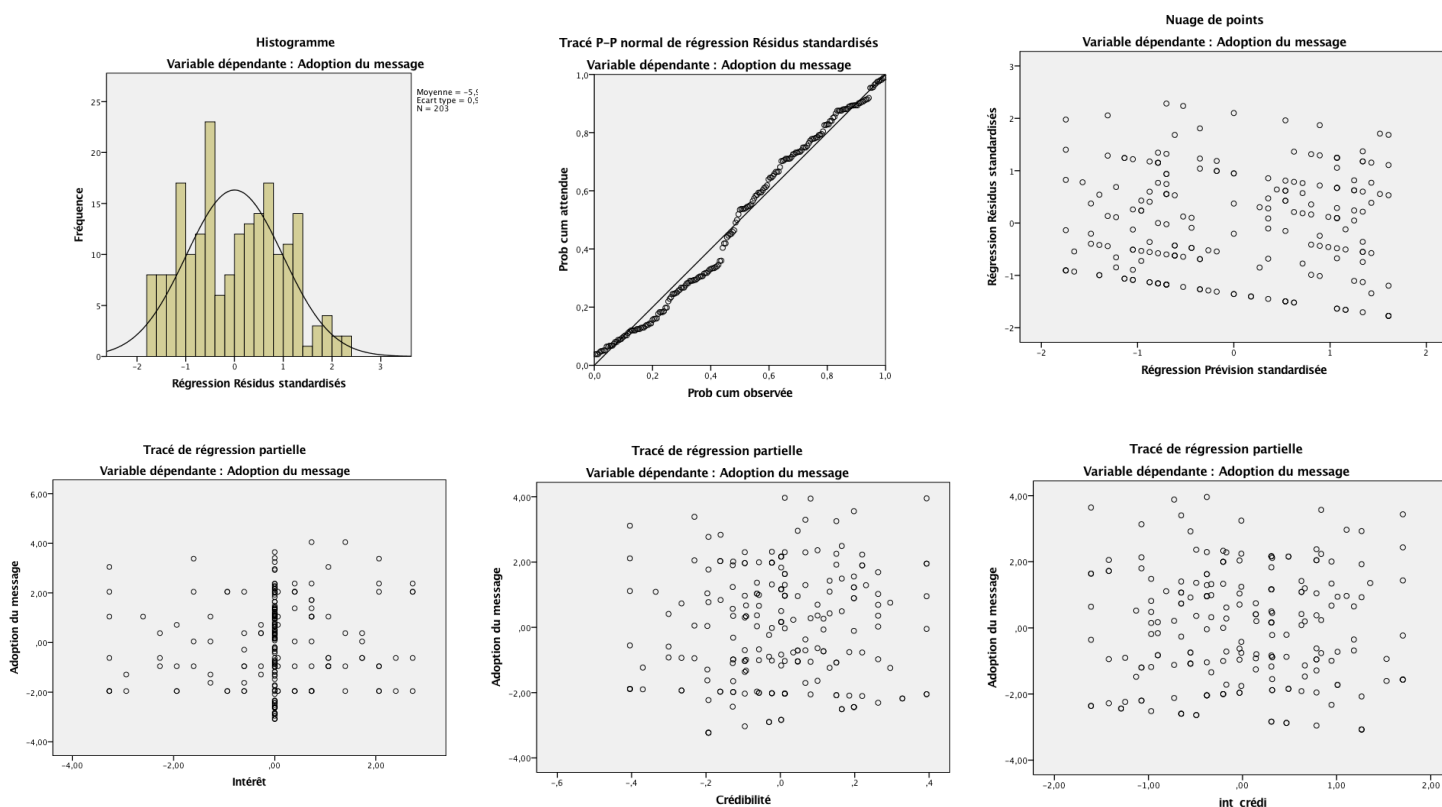 Histogramme
Variable dépendante : Adoption du message
Moyenne = -5,9
Ecart type = 0,9
N = 203
25
20
15
10
5
0
Fréquence
-2
-1
0
1
2
3
Régression Résidus standardisés
Tracé P-P normal de régression Résidus standardisés
Variable dépendante : Adoption du message
1,0
0,8
0,6
0,4
0,2
0,0
Prob cum attendue
0,0
0,2
0,4
0,6
0,8
1,0
Prob cum observée
Nuage de points
Variable dépendante : Adoption du message
3
2
1
0
-1
-2
Régression Résidus standardisés
-2
-1
0
1
2
Régression Prévision standardisée
Tracé de régression partielle
Variable dépendante : Adoption du message
6,00
4,00
2,00
,00
-2,00
-4,00
Adoption du message
-4,00
-2,00
,00
2,00
Intérêt
Tracé de régression partielle
Variable dépendante : Adoption du message
4,00
2,00
,00
-2,00
-4,00
Adoption du message
-,6
-,4
-,2
,0
,2
,4
Crédibilité
Tracé de régression partielle
Variable dépendante : Adoption du message
4,00
2,00
,00
-2,00
-4,00
Adoption du message
-2,00
-1,00
,00
1,00
2,00
int_crédi